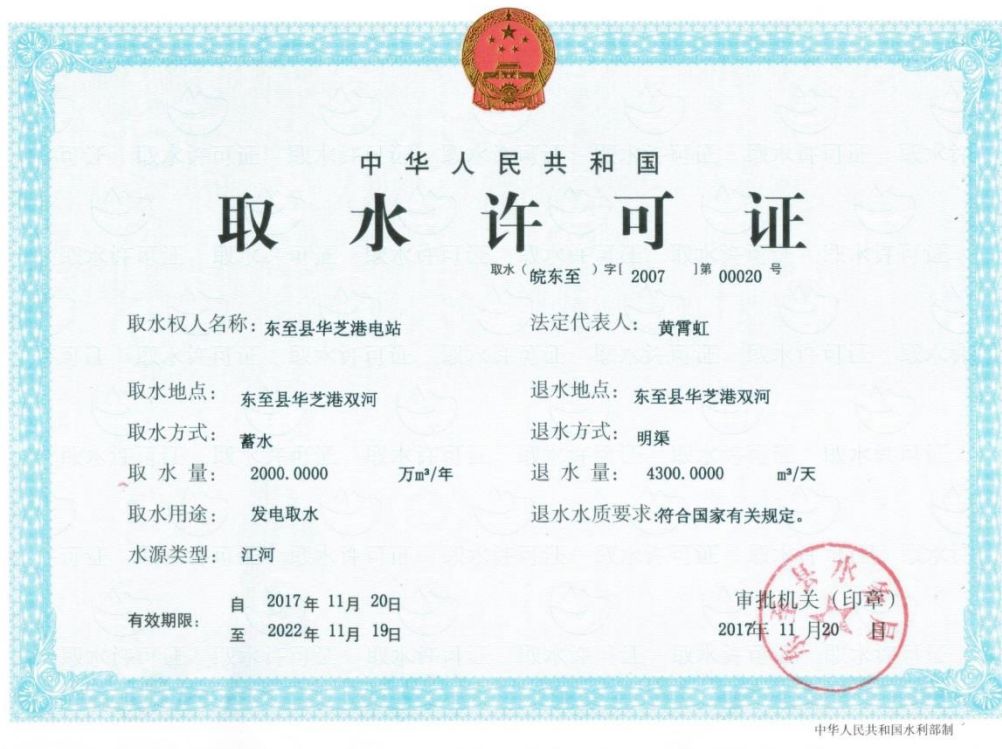 中华人民共和国
取水许可证
取水（皖东至）字[2007]第00020号
取水权人名称：东至县华芝港电站
法定代表人：黄霄虹
取水地点：东至县华芝港双河
退水地点：东至县华芝港双河
取水方式：蓄水
退水方式：明渠
取水量：2000.0000 万m³/年
退水量：4300.0000 m³/天
取水用途：发电取水
退水水质要求：符合国家有关规定。
水源类型：江河
有效期限：
自 2017年 11月 20日
至 2022年 11月 19日
审批机关（印章）
2017年 11月20日
东至县水务局
中华人民共和国水利部制